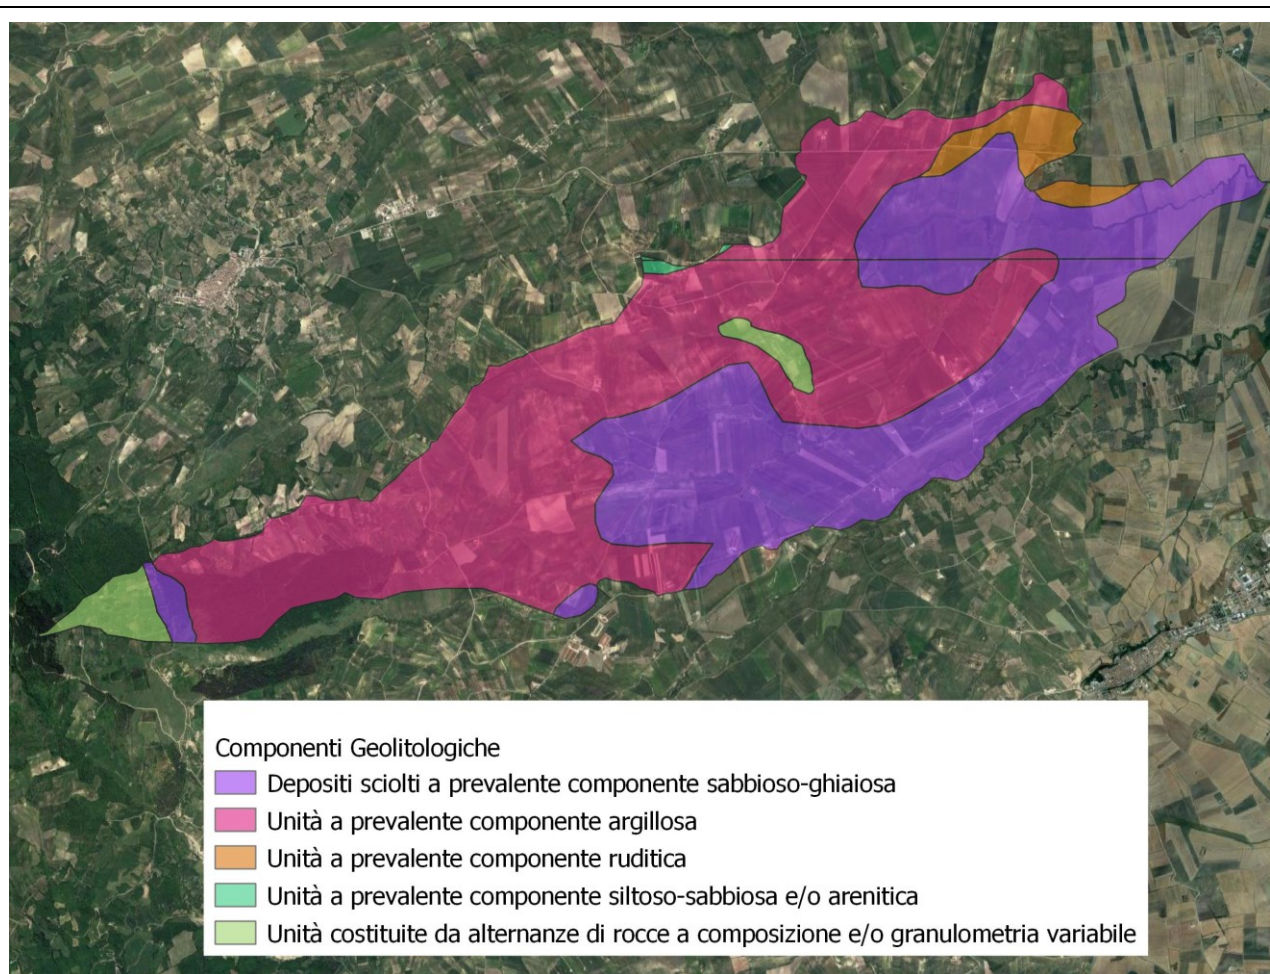 Componenti Geolitologiche
Depositi sciolti a prevalente componente sabbioso-ghiaiosa
Unità a prevalente componente argillosa
Unità a prevalente componente ruditica
Unità a prevalente componente siltoso-sabbiosa e/o arenitica
Unità costituite da alternanze di rocce a composizione e/o granulometria variabile